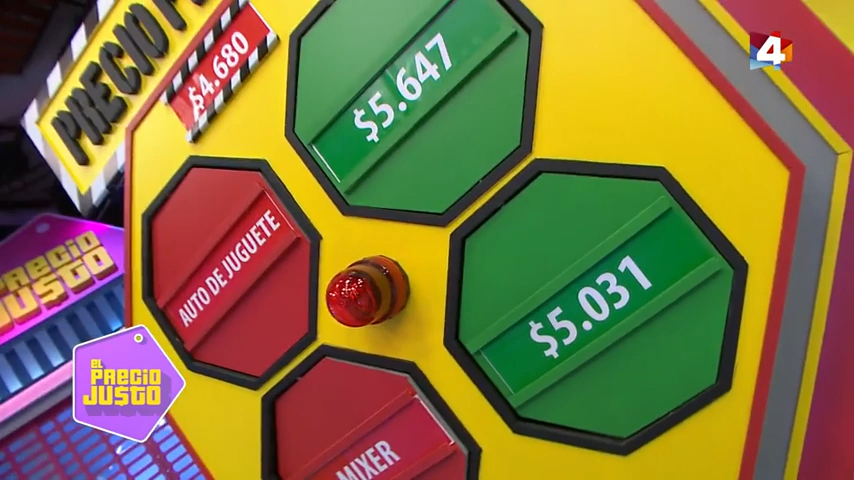 PRECIO
$4.680
$5.647
4
AUTO DE JUGUETE
$5.031
PRECIO
JUSTO
EL
PRECIO
JUSTO
MIXER